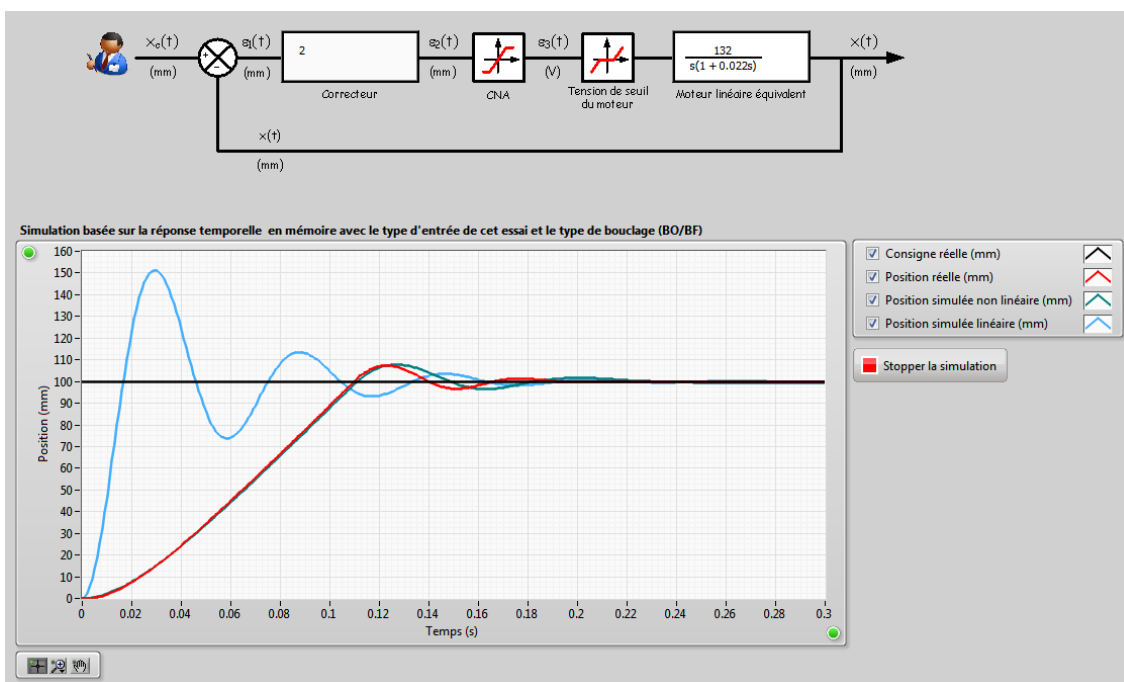 x_c(t)
(mm)
+
-
ε₁(t)
(mm)
2
Correcteur
ε₂(t)
(mm)
CNA
ε₃(t)
(V)
Tension de seuil
du moteur
132
s(1 + 0.022s)
Moteur linéaire équivalent
x(t)
(mm)
x(t)
(mm)
Simulation basée sur la réponse temporelle en mémoire avec le type d'entrée de cet essai et le type de bouclage (BO/BF)
Position (mm)
160
150
140
130
120
110
100
90
80
70
60
50
40
30
20
10
0
0 0.02 0.04 0.06 0.08 0.1 0.12 0.14 0.16 0.18 0.2 0.22 0.24 0.26 0.28 0.3
Temps (s)
Consigne réelle (mm)
Position réelle (mm)
Position simulée non linéaire (mm)
Position simulée linéaire (mm)
Stopper la simulation